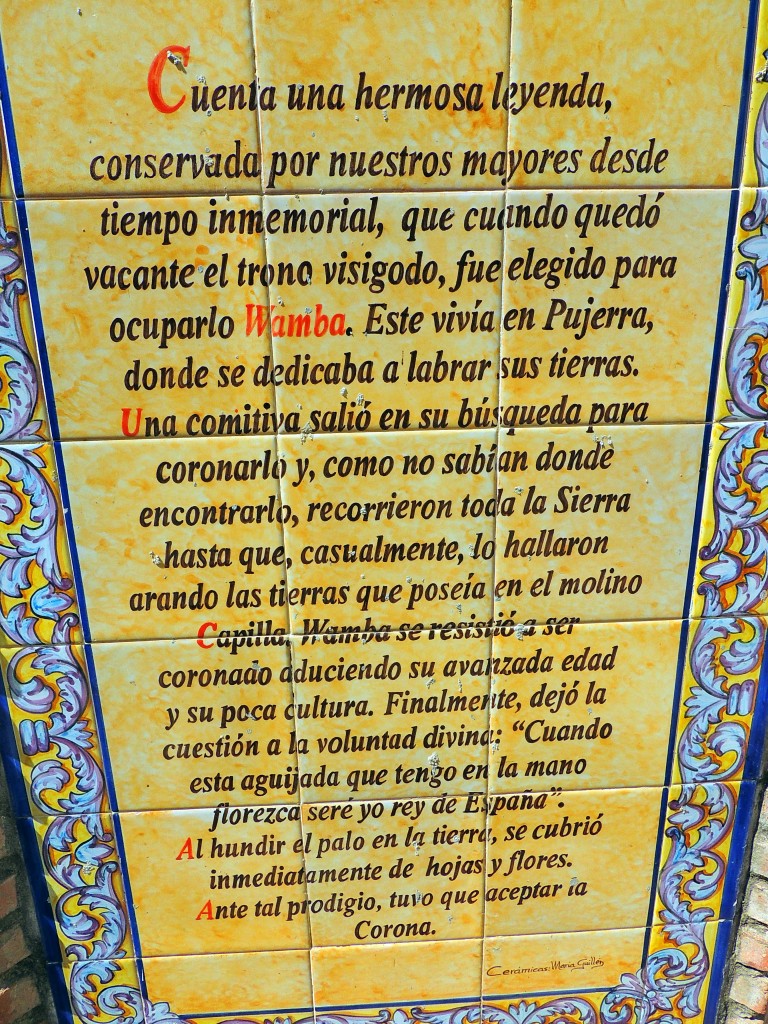 Cuenta una hermosa leyenda,
conservada por nuestros mayores desde
tiempo inmemorial, que cuando quedó
vacante el trono visigodo, fue elegido para
ocuparlo Wamba. Este vivía en Pujerra,
donde se dedicaba a labrar sus tierras.
Una comitiva salió en su búsqueda para
coronarlo y, como no sabían donde
encontrarlo, recorrieron toda la Sierra
hasta que, casualmente, lo hallaron
arando las tierras que poseía en el molino
Capilla. Wamba se resistió a ser
coronado aduciendo su avanzada edad
y su poca cultura. Finalmente, dejó la
cuestión a la voluntad divina: “Cuando
esta aguijada que tengo en la mano
florezca seré yo rey de España”.
Al hundir el palo en la tierra, se cubrió
inmediatamente de hojas y flores.
Ante tal prodigio, tuvo que aceptar la
Corona.
Cerámicas: María Guillén